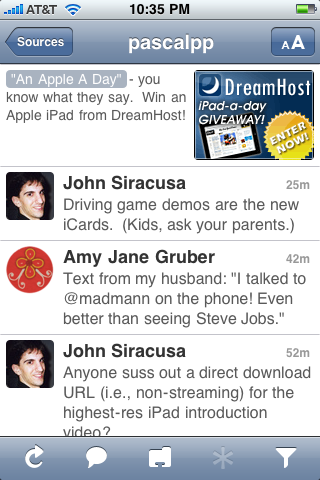 AT&T 10:35 PM
Sources pascalpp AA
"An Apple A Day" - you
know what they say. Win an
Apple iPad from DreamHost!
DreamHost
iPad-a-day
GIVEAWAY!
ENTER
NOW!
John Siracusa 25m
Driving game demos are the new
iCards. (Kids, ask your parents.)
Amy Jane Gruber 42m
Text from my husband: "I talked to
@madmann on the phone! Even
better than seeing Steve Jobs."
John Siracusa 52m
Anyone suss out a direct download
URL (i.e., non-streaming) for the
highest-res iPad introduction
video?